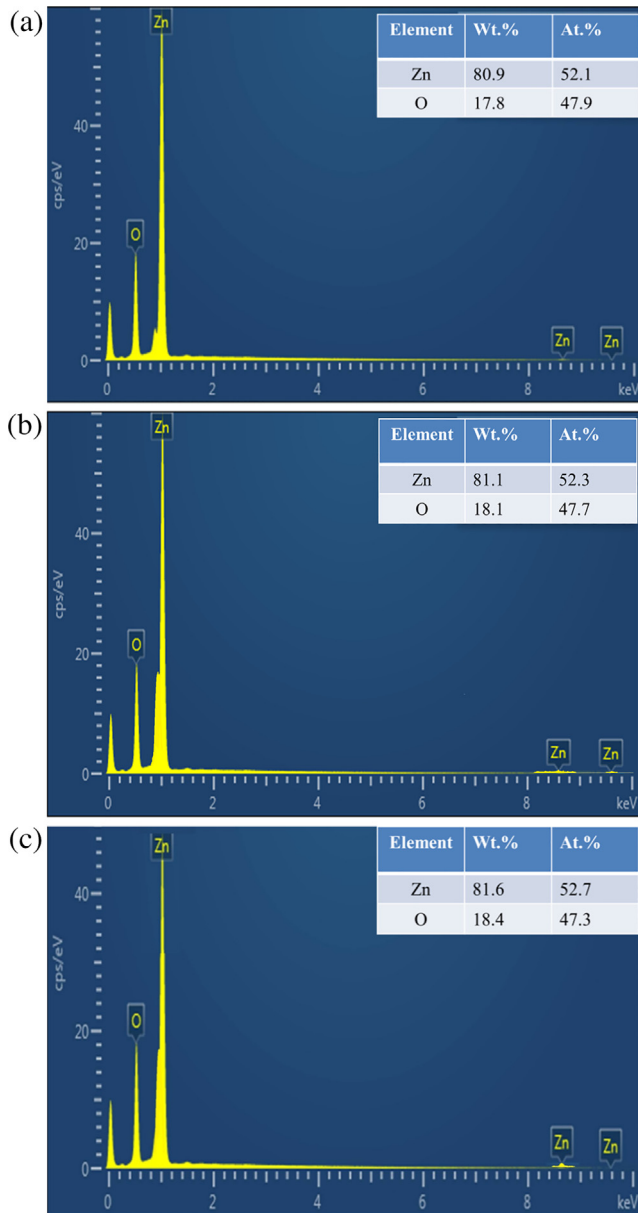 (a)
Zn
Element Wt.% At.%
Zn 80.9 52.1
O 17.8 47.9
40
cps/eV
20
O
Zn Zn
0
0 2 4 6 8 keV
(b)
Zn
Element Wt.% At.%
Zn 81.1 52.3
O 18.1 47.7
40
cps/eV
20
O
Zn Zn
0
0 2 4 6 8 keV
(c)
Zn
Element Wt.% At.%
Zn 81.6 52.7
O 18.4 47.3
40
cps/eV
20
O
Zn Zn
0
0 2 4 6 8 keV